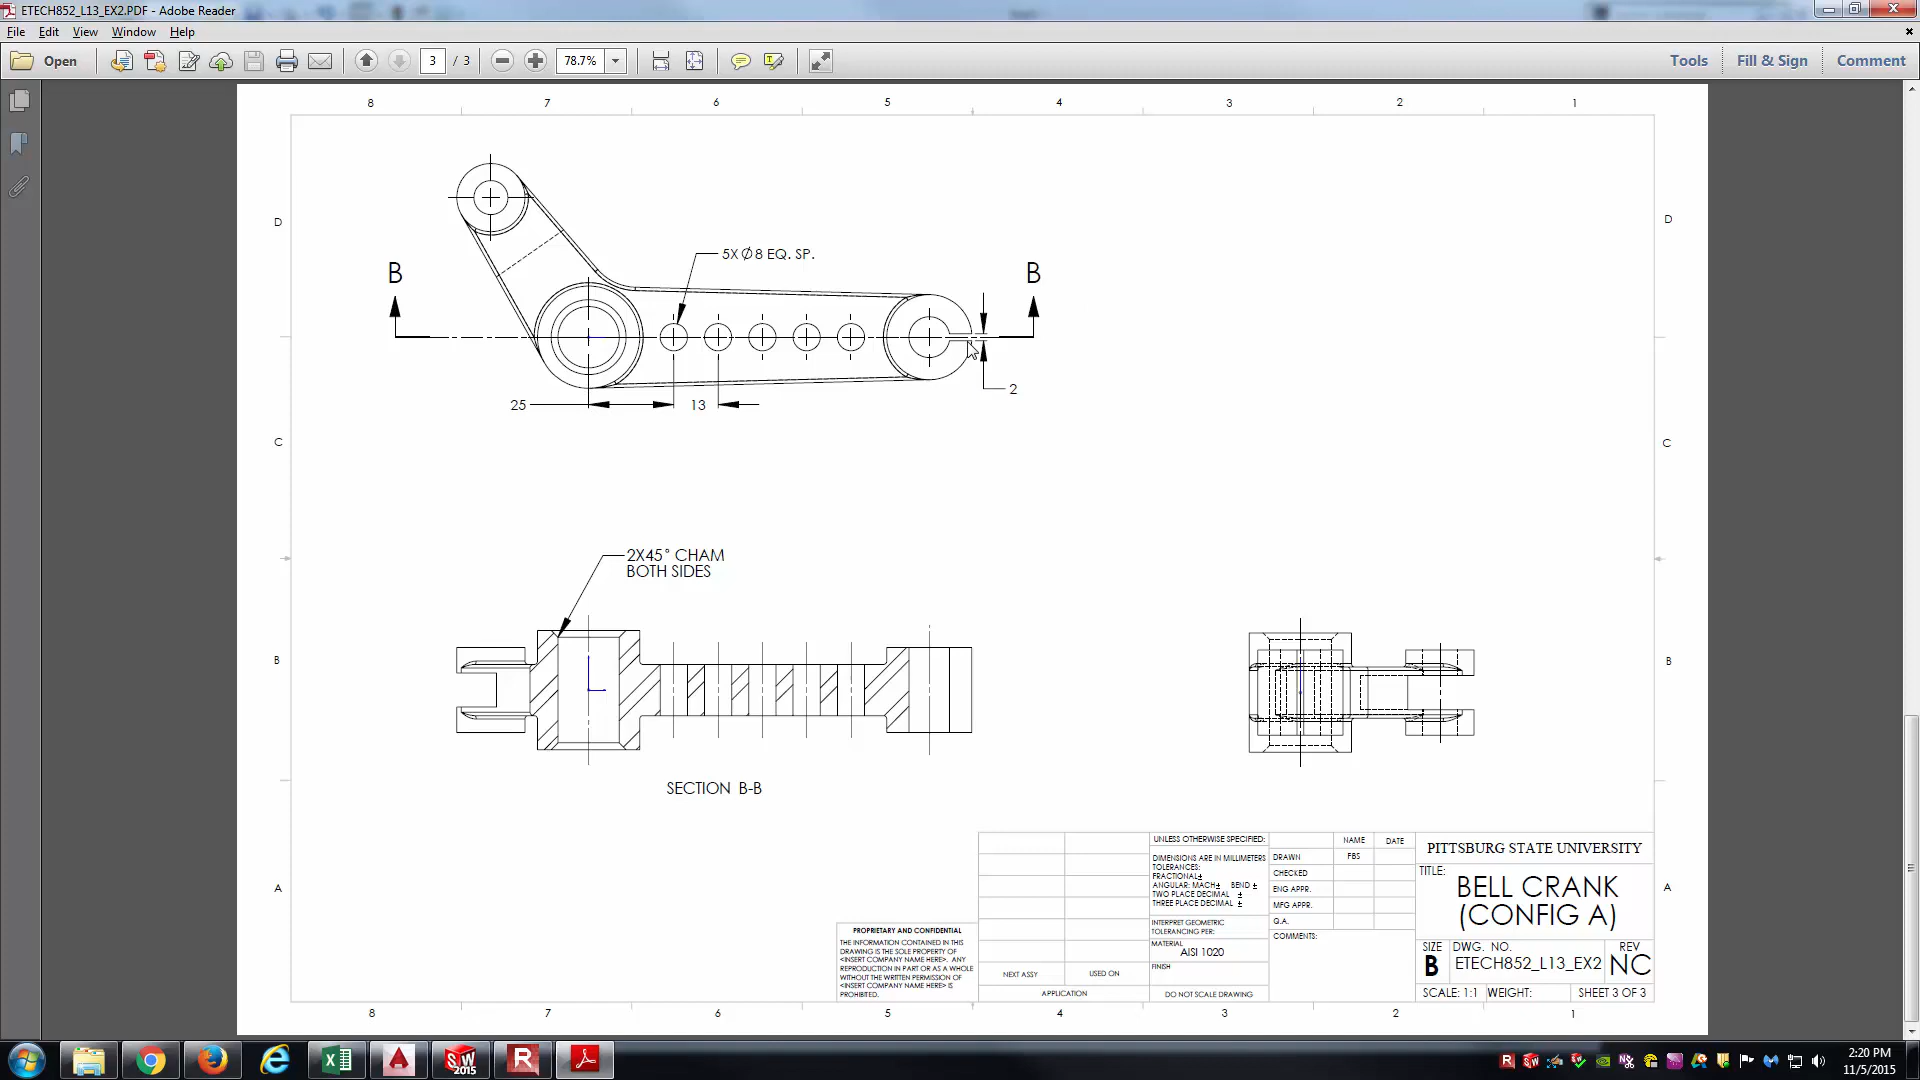 ETECH852_L13_EX2.PDF - Adobe Reader
File Edit View Window Help
Open 3 / 3 78.7% Tools Fill & Sign Comment
8 7 6 5 4 3 2 1
D D
B B
5X Ø8 EQ. SP.
2
25 13
C C
2X45° CHAM
BOTH SIDES
B B
SECTION B-B
A A
UNLESS OTHERWISE SPECIFIED:
DIMENSIONS ARE IN MILLIMETERS
TOLERANCES:
FRACTIONAL±
ANGULAR: MACH± BEND ±
TWO PLACE DECIMAL ±
THREE PLACE DECIMAL ±
INTERPRET GEOMETRIC
TOLERANCING PER:
MATERIAL
AISI 1020
FINISH
DO NOT SCALE DRAWING
NAME DATE
DRAWN FBS
CHECKED
ENG APPR.
MFG APPR.
Q.A.
COMMENTS:
PITTSBURG STATE UNIVERSITY
TITLE:
BELL CRANK
(CONFIG A)
SIZE DWG. NO. REV
B ETECH852_L13_EX2 NC
SCALE: 1:1 WEIGHT: SHEET 3 OF 3
PROPRIETARY AND CONFIDENTIAL
THE INFORMATION CONTAINED IN THIS
DRAWING IS THE SOLE PROPERTY OF
<INSERT COMPANY NAME HERE>. ANY
REPRODUCTION IN PART OR AS A WHOLE
WITHOUT THE WRITTEN PERMISSION OF
<INSERT COMPANY NAME HERE> IS
PROHIBITED.
NEXT ASSY USED ON
APPLICATION
8 7 6 5 4 3 2 1
SW
2015
R
2:20 PM
11/5/2015